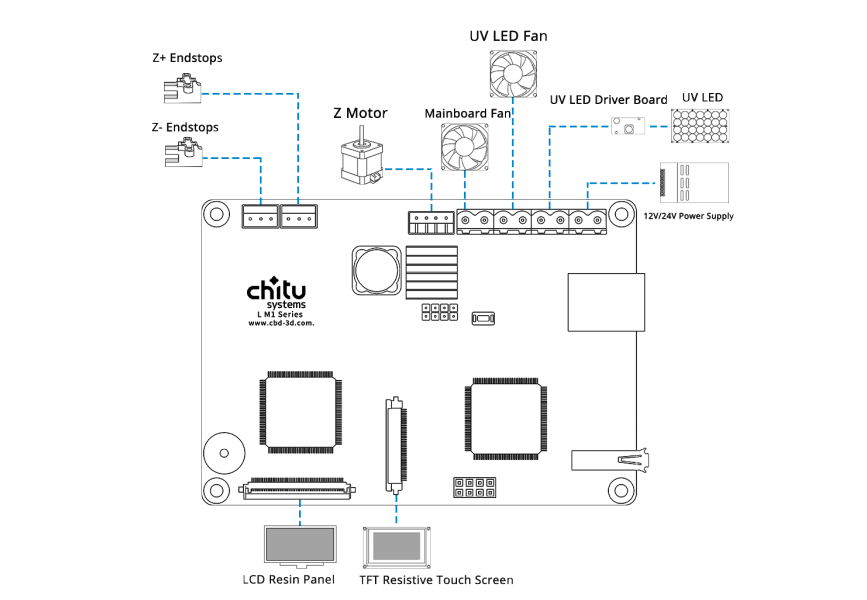 UV LED Fan
Z+ Endstops
UV LED Driver Board
UV LED
Z Motor
Mainboard Fan
Z- Endstops
12V/24V Power Supply
chitu
systems
L M1 Series
www.cbd-3d.com.
LCD Resin Panel
TFT Resistive Touch Screen